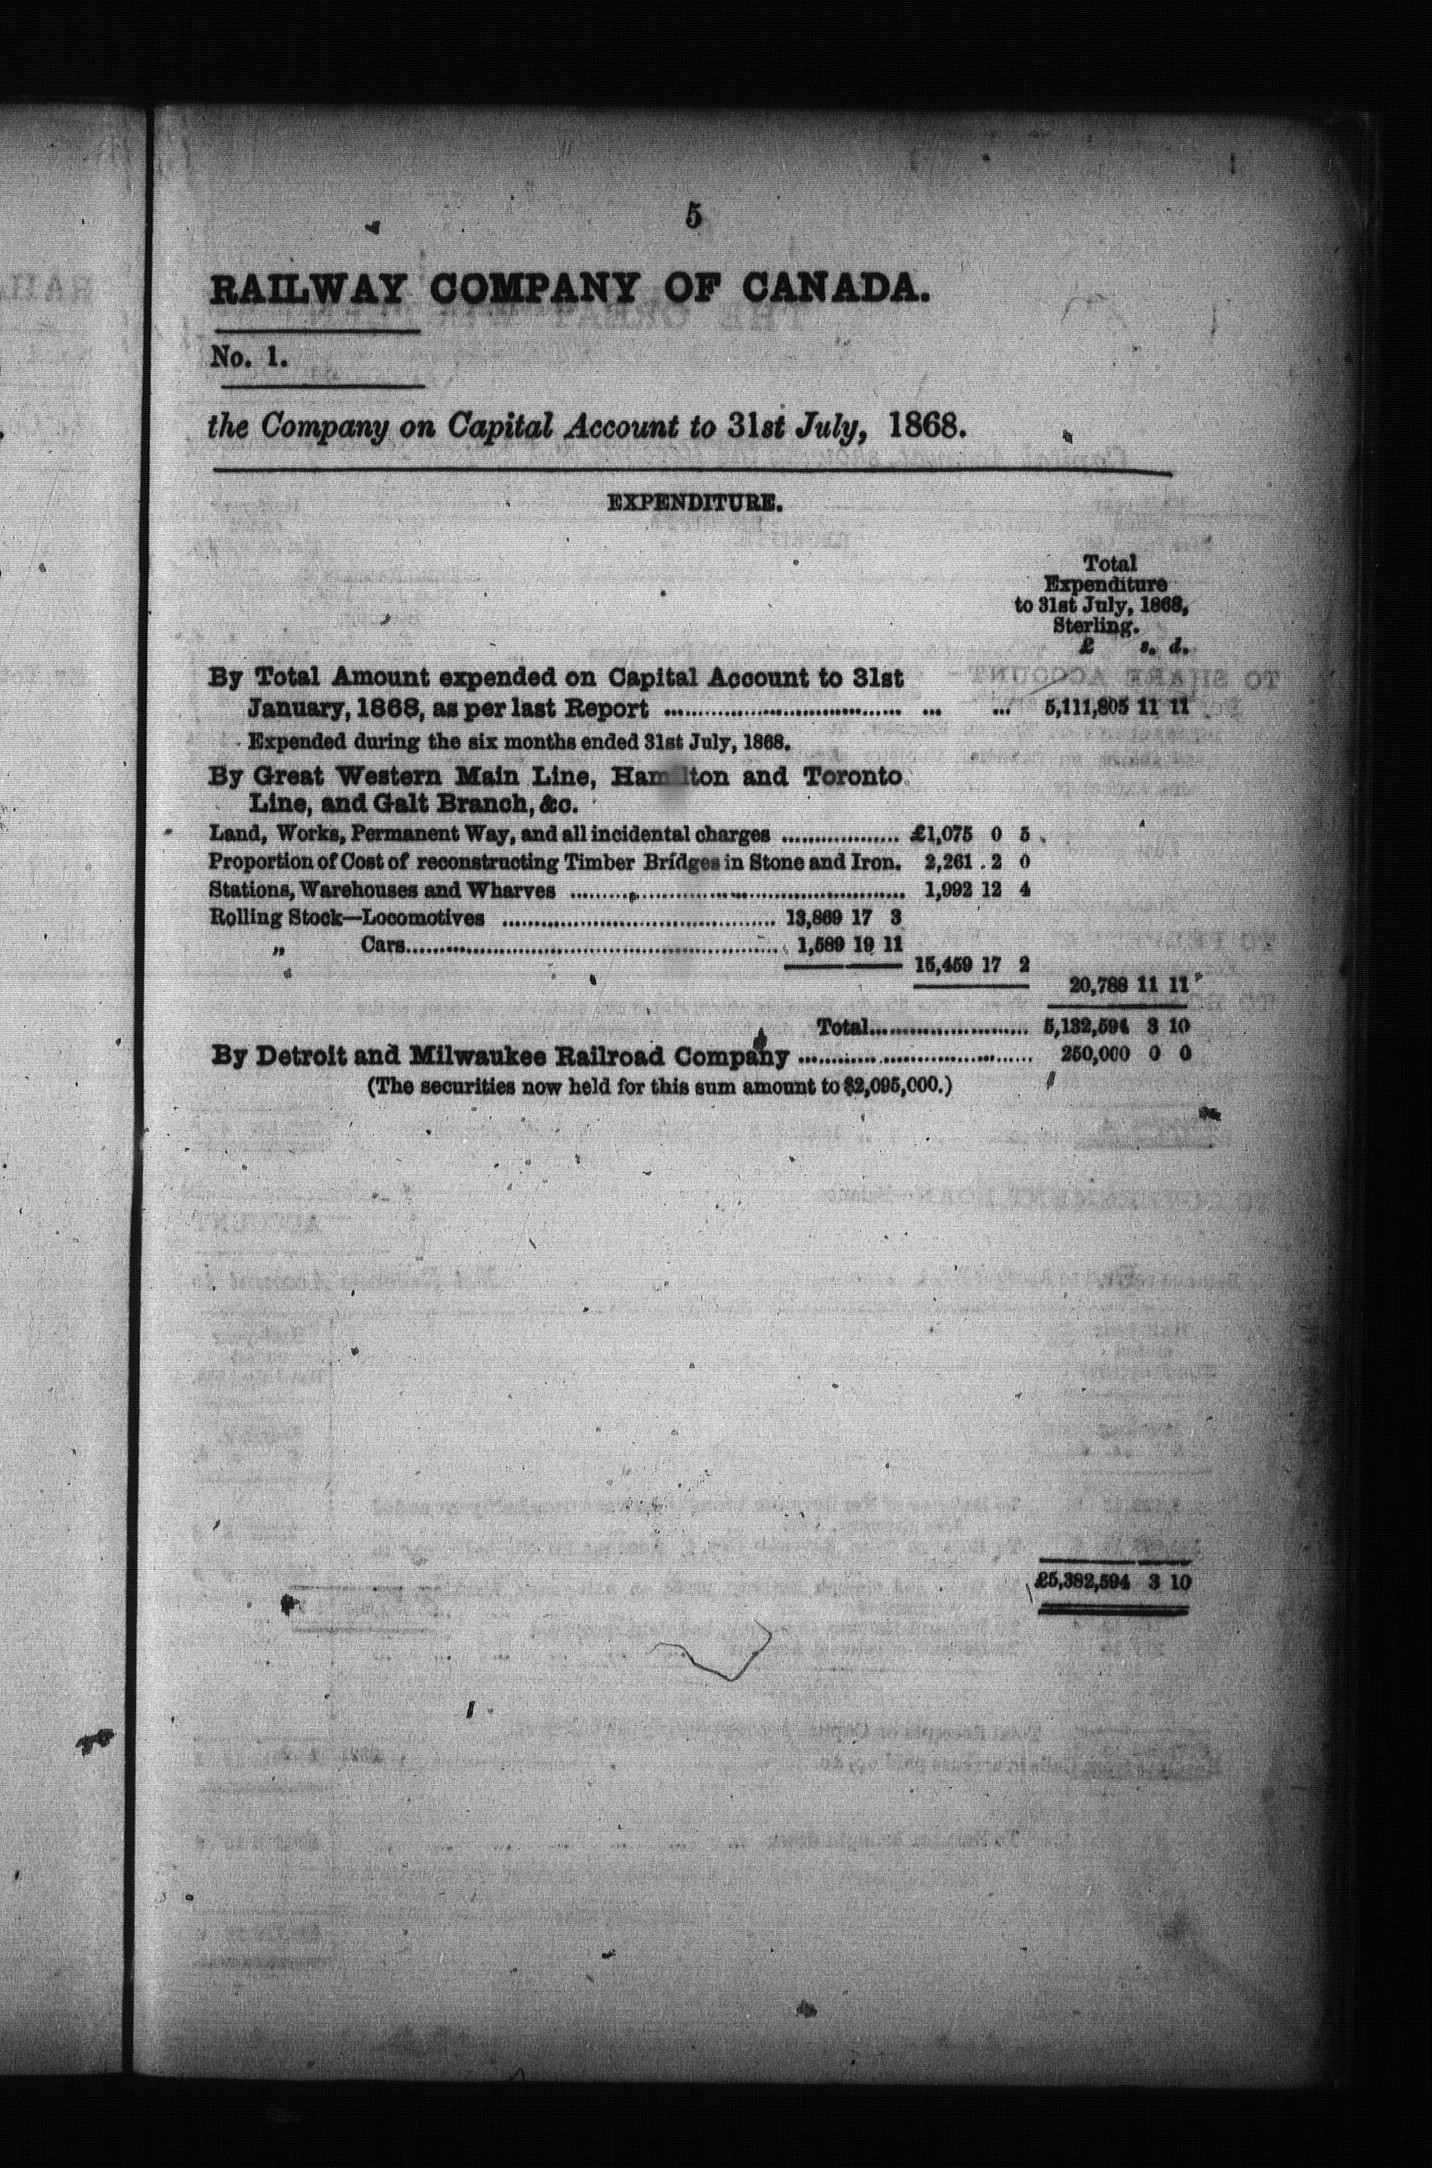 5
RAILWAY COMPANY OF CANADA.
No. 1.
the Company on Capital Account to 31st July, 1868.
EXPENDITURE.
Total
Expenditure
to 31st July, 1868,
Sterling.
£ s. d.
By Total Amount expended on Capital Account to 31st
January, 1868, as per last Report .......................... ... ... 5,111,805 11 11
Expended during the six months ended 31st July, 1868.
By Great Western Main Line, Hamilton and Toronto
Line, and Galt Branch, &c.
Land, Works, Permanent Way, and all incidental charges .................. £1,075 0 5
Proportion of Cost of reconstructing Timber Bridges in Stone and Iron. 2,261 2 0
Stations, Warehouses and Wharves .................................................. 1,992 12 4
Rolling Stock—Locomotives .......................................... 13,869 17 3
„ Cars.......................................................... 1,589 19 11
15,459 17 2
20,788 11 11
Total........................ 5,132,594 3 10
By Detroit and Milwaukee Railroad Company .................................... 250,000 0 0
(The securities now held for this sum amount to $2,095,000.)
£5,382,594 3 10